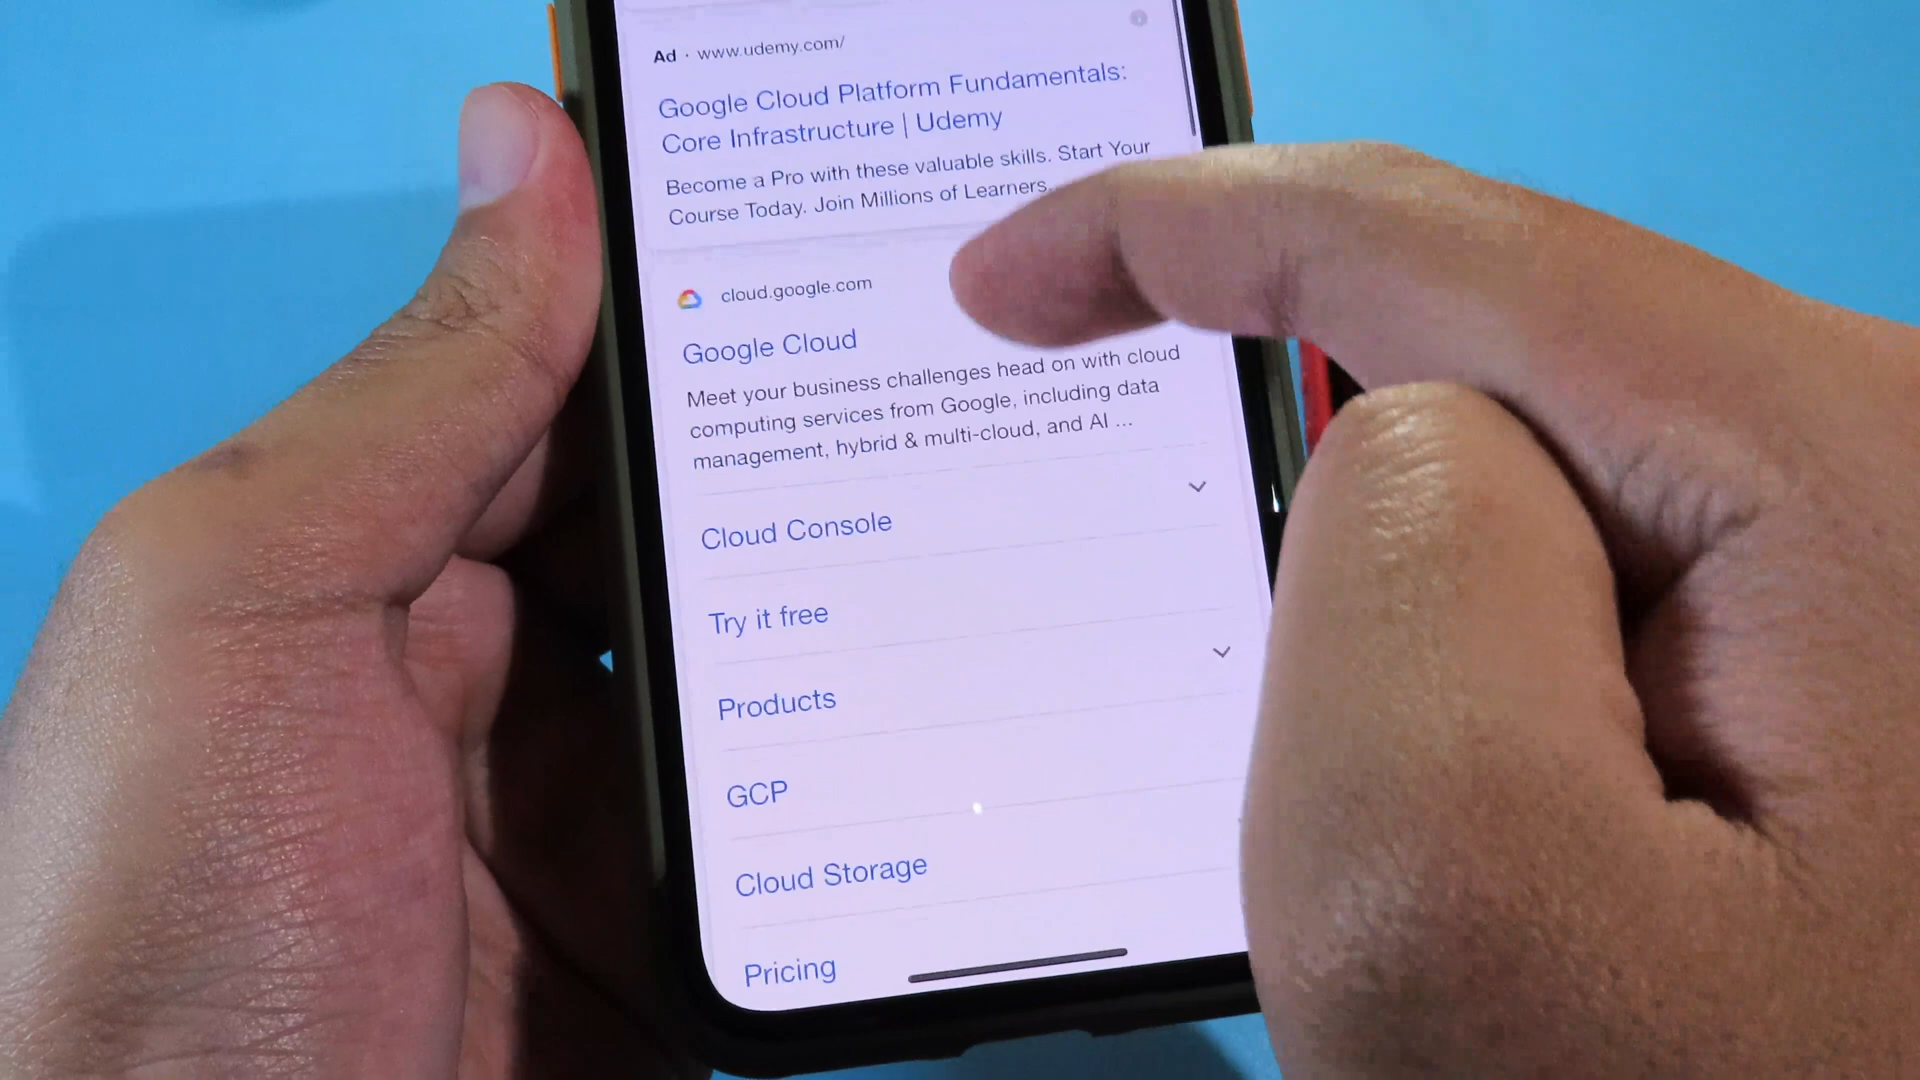 Ad · www.udemy.com/
Google Cloud Platform Fundamentals:
Core Infrastructure | Udemy
Become a Pro with these valuable skills. Start Your
Course Today. Join Millions of Learners.
cloud.google.com
Google Cloud
Meet your business challenges head on with cloud
computing services from Google, including data
management, hybrid & multi-cloud, and AI ...
Cloud Console
Try it free
Products
GCP
Cloud Storage
Pricing